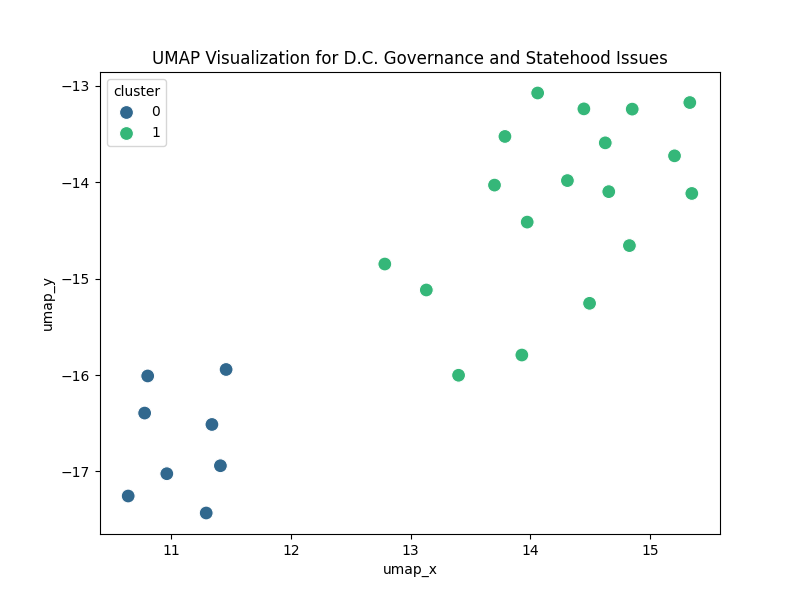 UMAP Visualization for D.C. Governance and Statehood Issues
cluster
0
1
−13
−14
−15
−16
−17
umap_y
11 12 13 14 15
umap_x